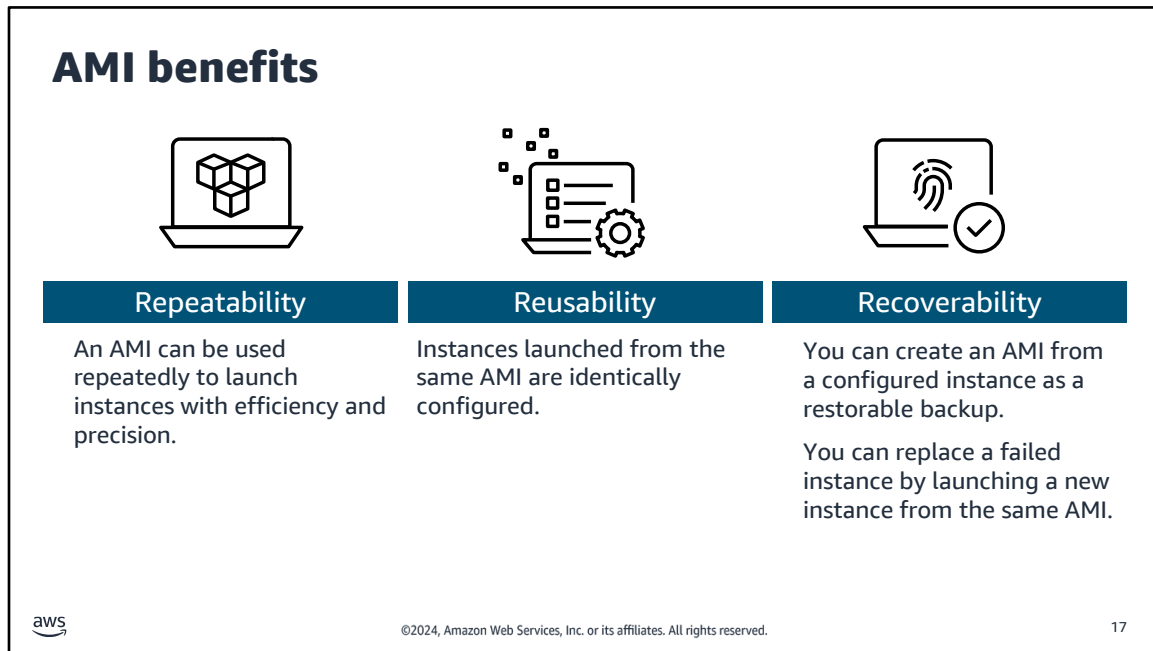 AMI benefits
Repeatability
An AMI can be used
repeatedly to launch
instances with efficiency and
precision.
Reusability
Instances launched from the
same AMI are identically
configured.
Recoverability
You can create an AMI from
a configured instance as a
restorable backup.
You can replace a failed
instance by launching a new
instance from the same AMI.
aws
©2024, Amazon Web Services, Inc. or its affiliates. All rights reserved.
17